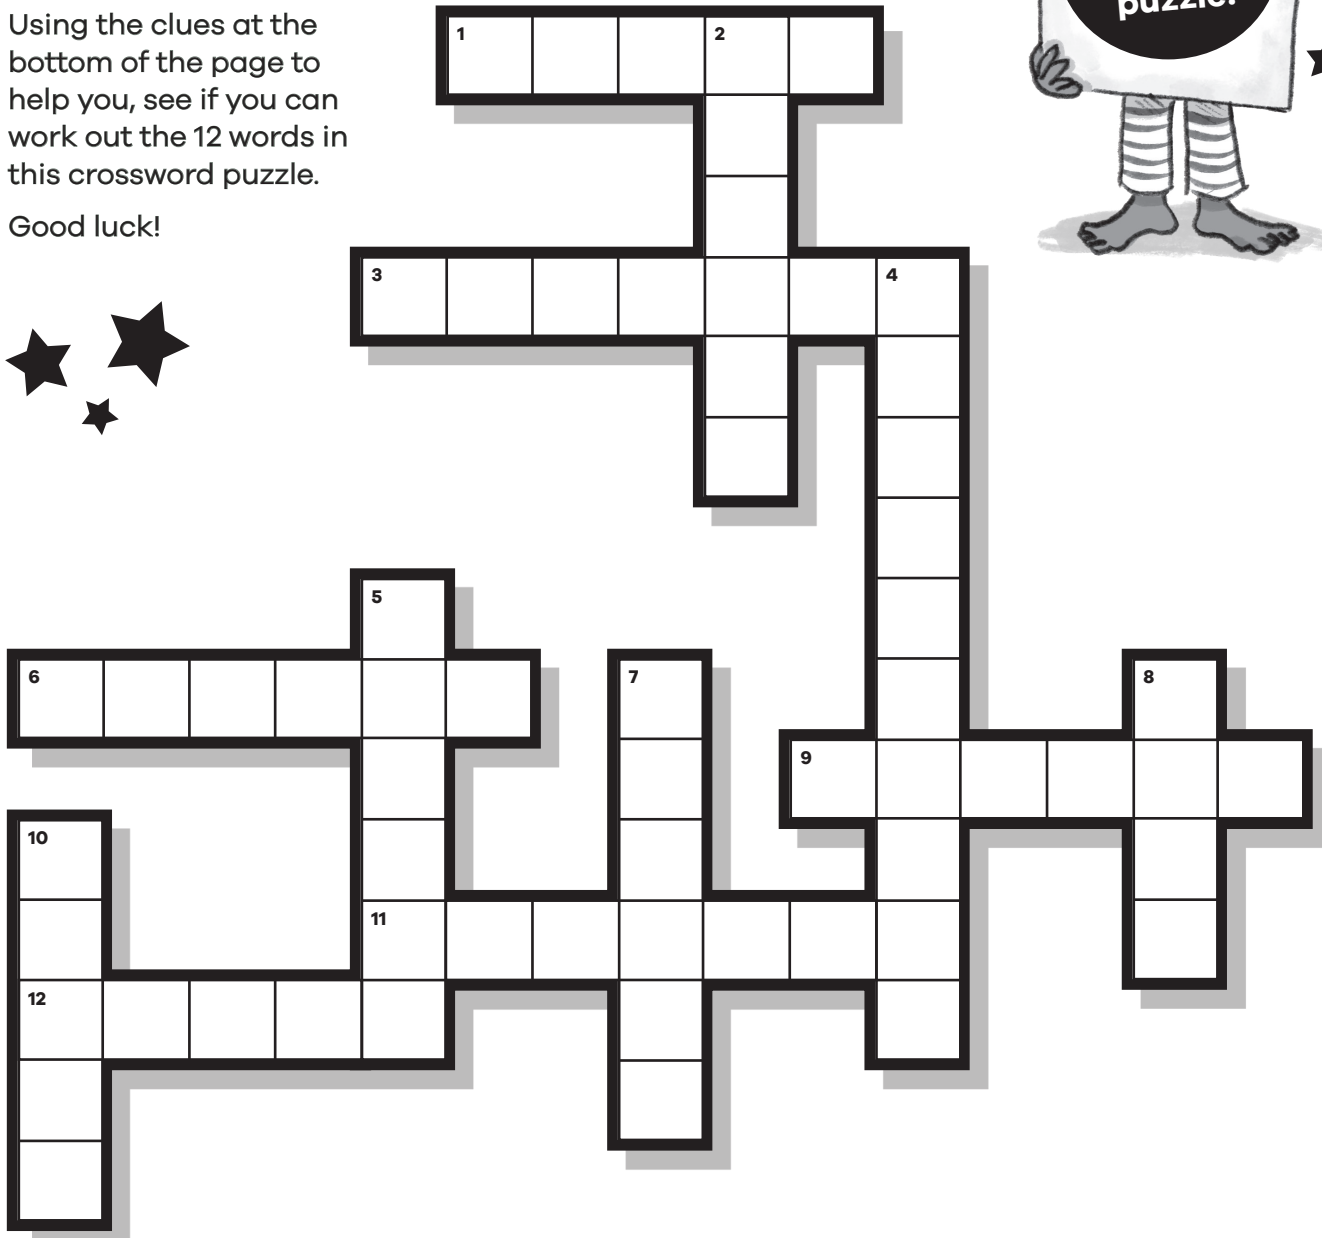 puzzle!
Using the clues at the
bottom of the page to
help you, see if you can
work out the 12 words in
this crossword puzzle.
Good luck!
1
2
3
4
5
6
7
8
9
10
11
12